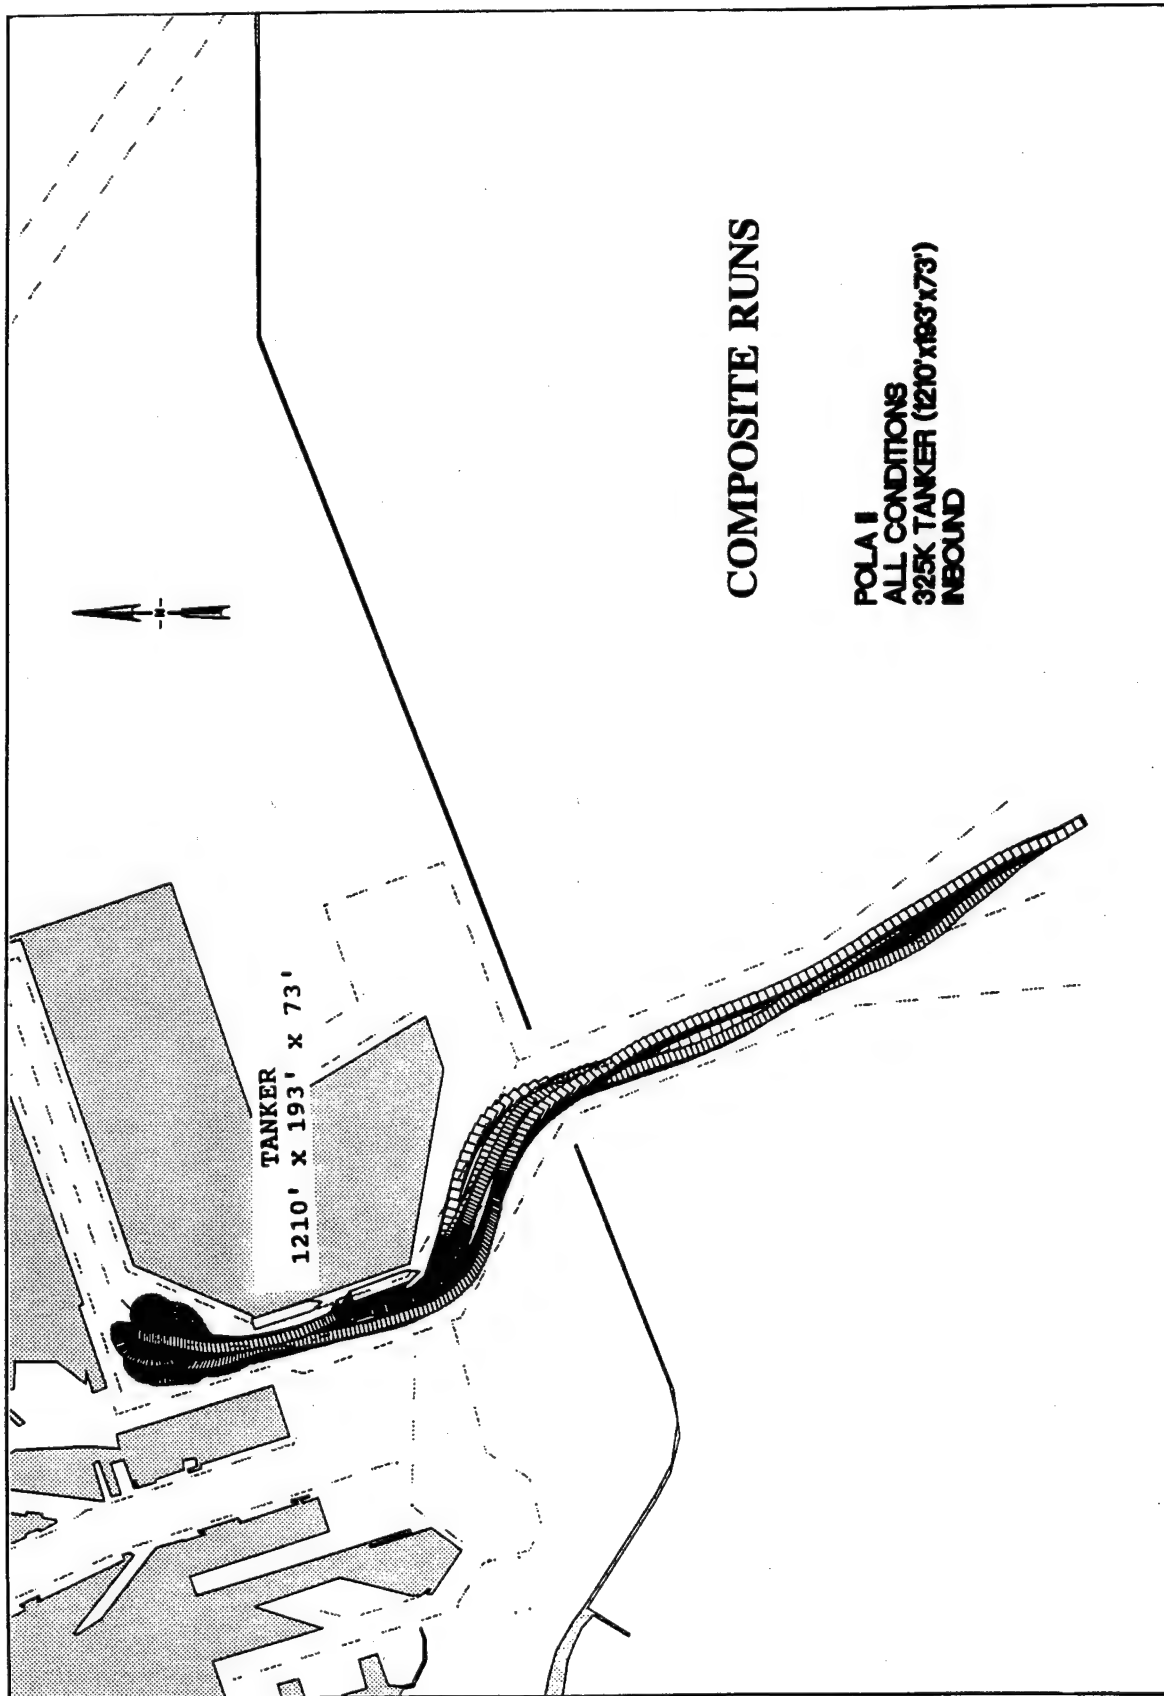 TANKER
1210' x 193' x 73'
COMPOSITE RUNS
POLA II
ALL CONDITIONS
325K TANKER (1210'x193'x73')
INBOUND